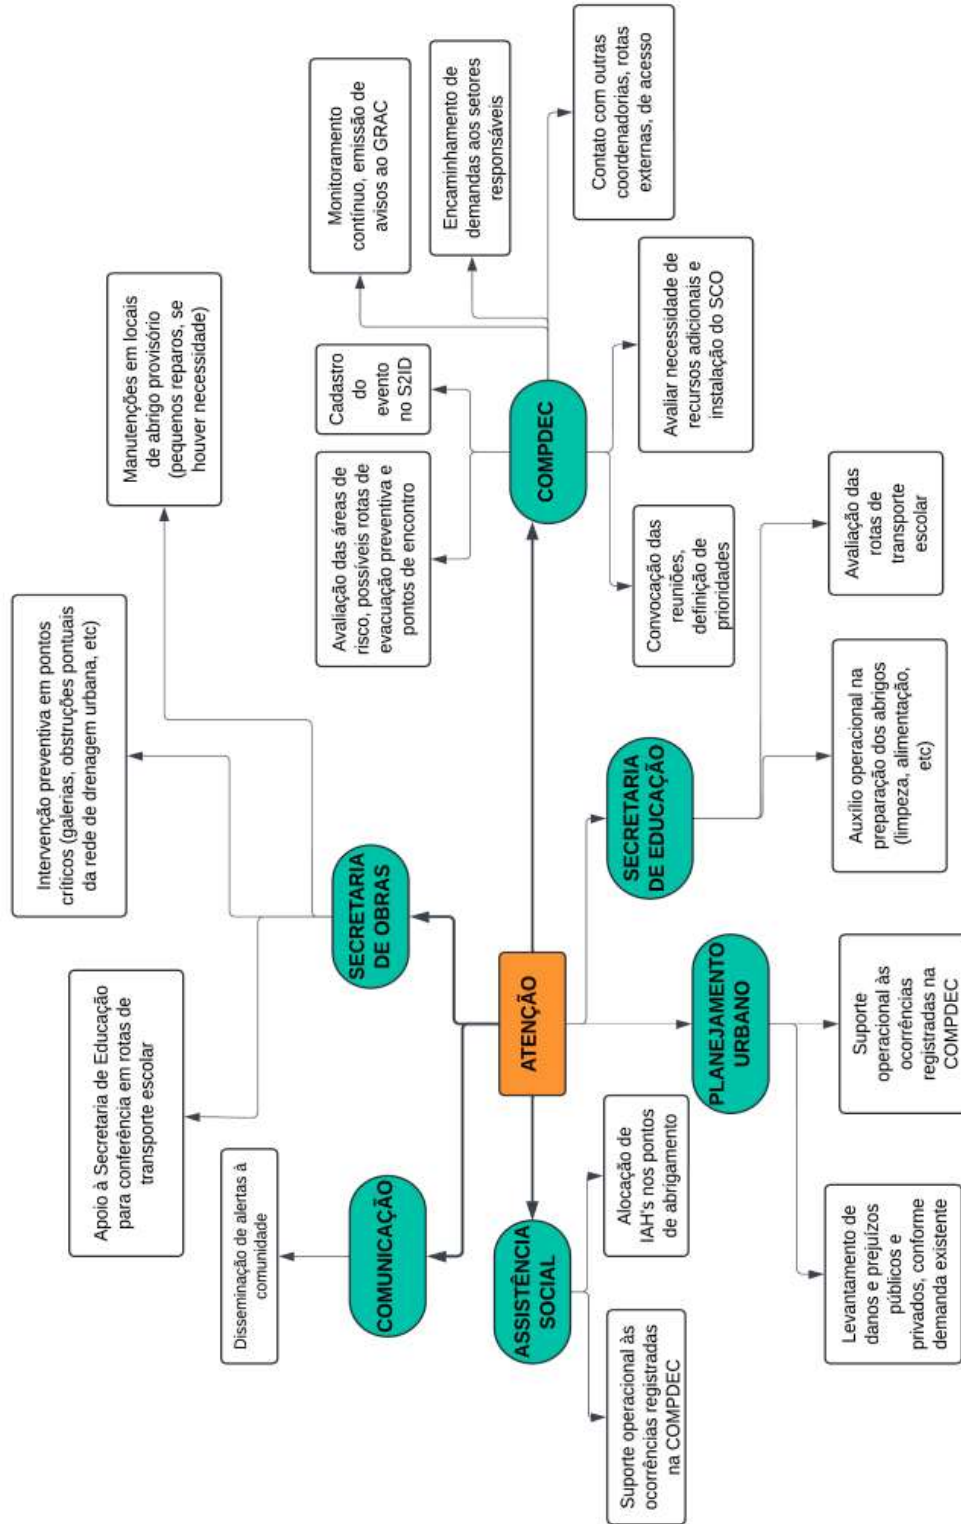 Apoio à Secretaria de Educação
para conferência em rotas de
transporte escolar
Intervenção preventiva em pontos
críticos (galerias, obstruções pontuais
da rede de drenagem urbana, etc)
Manutenções em locais
de abrigo provisório
(pequenos reparos, se
houver necessidade)
Disseminação de alertas à
comunidade
COMUNICAÇÃO
SECRETARIA
DE OBRAS
Avaliação das áreas de
risco, possíveis rotas de
evacuação preventiva e
pontos de encontro
Cadastro
do
evento
no S2ID
Monitoramento
contínuo, emissão de
avisos ao GRAC
Encaminhamento de
demandas aos setores
responsáveis
ASSISTÊNCIA
SOCIAL
ATENÇÃO
COMPDEC
Contato com outras
coordenadorias, rotas
externas, de acesso
Suporte operacional às
ocorrências registradas
na COMPDEC
Alocação de
IAH's nos pontos
de abrigamento
PLANEJAMENTO
URBANO
SECRETARIA
DE EDUCAÇÃO
Convocação das
reuniões,
definição de
prioridades
Avaliar necessidade de
recursos adicionais e
instalação do SCO
Levantamento de
danos e prejuízos
públicos e
privados, conforme
demanda existente
Suporte
operacional às
ocorrências
registradas na
COMPDEC
Auxílio operacional na
preparação dos abrigos
(limpeza, alimentação,
etc)
Avaliação das
rotas de
transporte
escolar